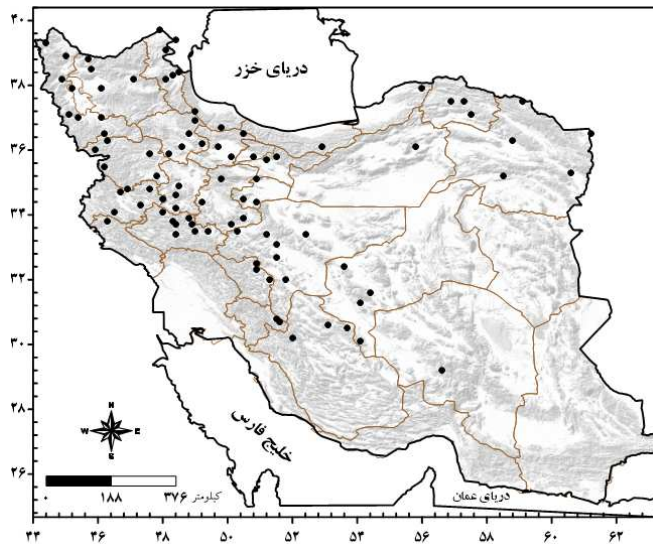 ۴۰
۳۸
۳۶
۳۴
۳۲
۳۰
۲۸
۲۶
دریای خزر
خلیج فارس
دریای عمان
N
W E
S
۰ ۱۸۸ ۳۷۶ کیلومتر
۴۴ ۴۶ ۴۸ ۵۰ ۵۲ ۵۴ ۵۶ ۵۸ ۶۰ ۶۲